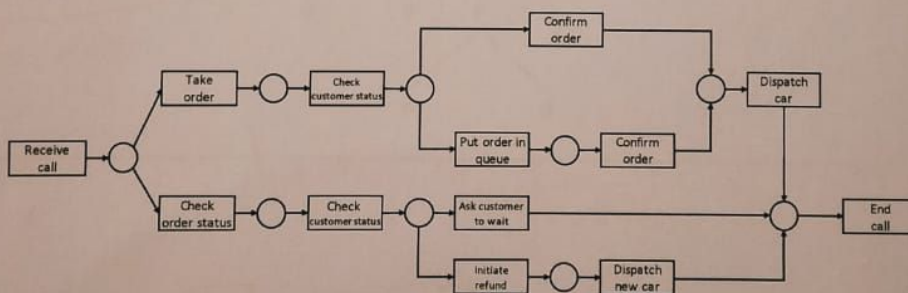 Confirm
order
Take
order
Check
customer status
Dispatch
car
Put order in
queue
Confirm
order
Receive
call
Check
order status
Check
customer status
Ask customer
to wait
End
call
Initiate
refund
Dispatch
new car